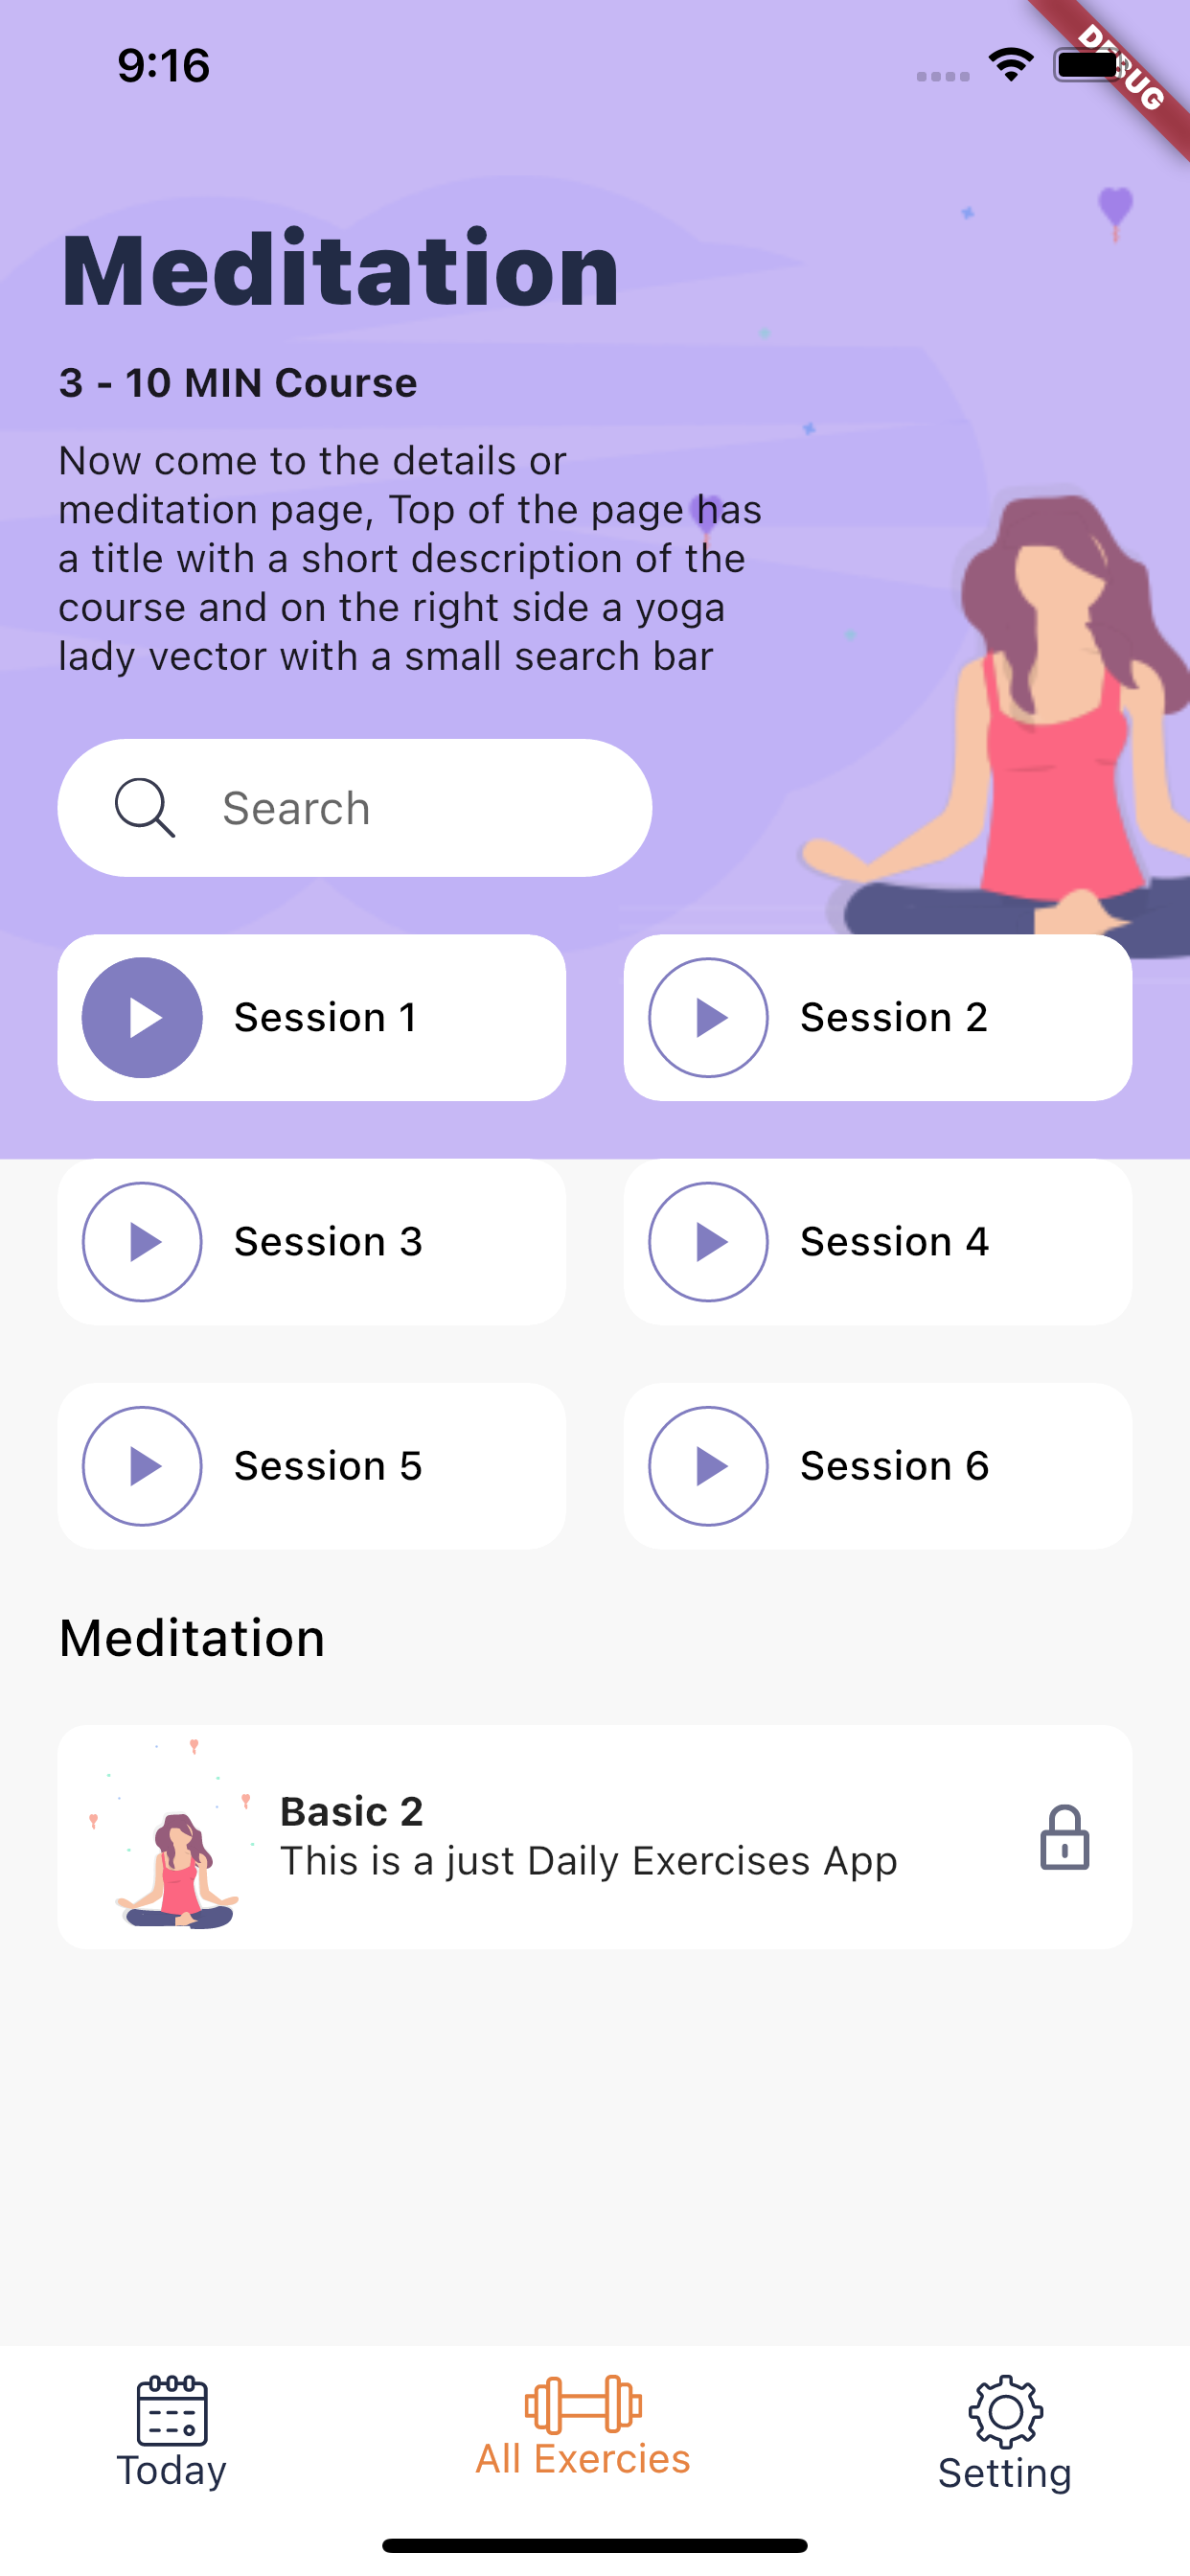 9:16
DEBUG
Meditation
3 - 10 MIN Course
Now come to the details or
meditation page, Top of the page has
a title with a short description of the
course and on the right side a yoga
lady vector with a small search bar
Search
Session 1
Session 2
Session 3
Session 4
Session 5
Session 6
Meditation
Basic 2
This is a just Daily Exercises App
Today
All Exercies
Setting